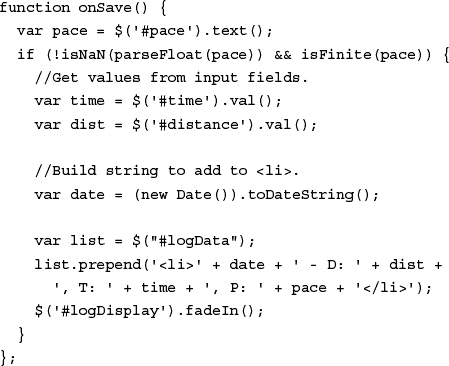 function onSave() {
  var pace = $('#pace').text();
  if (!isNaN(parseFloat(pace)) && isFinite(pace)) {
    //Get values from input fields.
    var time = $('#time').val();
    var dist = $('#distance').val();

    //Build string to add to <li>.
    var date = (new Date()).toDateString();

    var list = $("#logData");
    list.prepend('<li>' + date + ' - D: ' + dist +
      ', T: ' + time + ', P: ' + pace + '</li>');
    $('#logDisplay').fadeIn();
  }
};